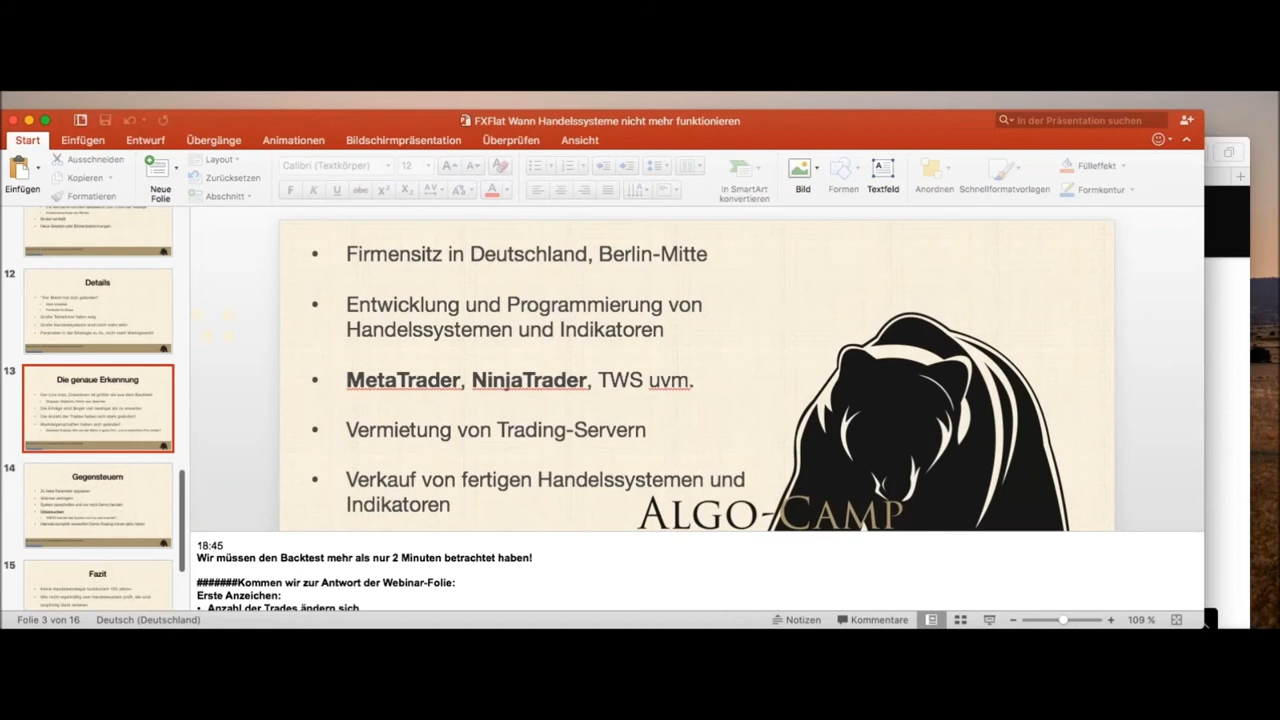 FXFlat Wann Handelssysteme nicht mehr funktionieren
In der Präsentation suchen
Start Einfügen Entwurf Übergänge Animationen Bildschirmpräsentation Überprüfen Ansicht
Einfügen
Ausschneiden
Kopieren
Formatieren
Neue Folie
Layout
Zurücksetzen
Abschnitt
Calibri (Textkörper) 12
In SmartArt konvertieren
Bild
Formen
Textfeld
Anordnen
Schnellformatvorlagen
Fülleffekt
Formkontur
12
Details
13
Die genaue Erkennung
14
Gegensteuern
15
Fazit
• Firmensitz in Deutschland, Berlin-Mitte
• Entwicklung und Programmierung von
Handelssystemen und Indikatoren
• MetaTrader, NinjaTrader, TWS uvm.
• Vermietung von Trading-Servern
• Verkauf von fertigen Handelssystemen und
Indikatoren
ALGO-CAMP
18:45
Wir müssen den Backtest mehr als nur 2 Minuten betrachtet haben!
#######Kommen wir zur Antwort der Webinar-Folie:
Erste Anzeichen:
• Anzahl der Trades ändern sich
Folie 3 von 16 Deutsch (Deutschland) Notizen Kommentare 109 %